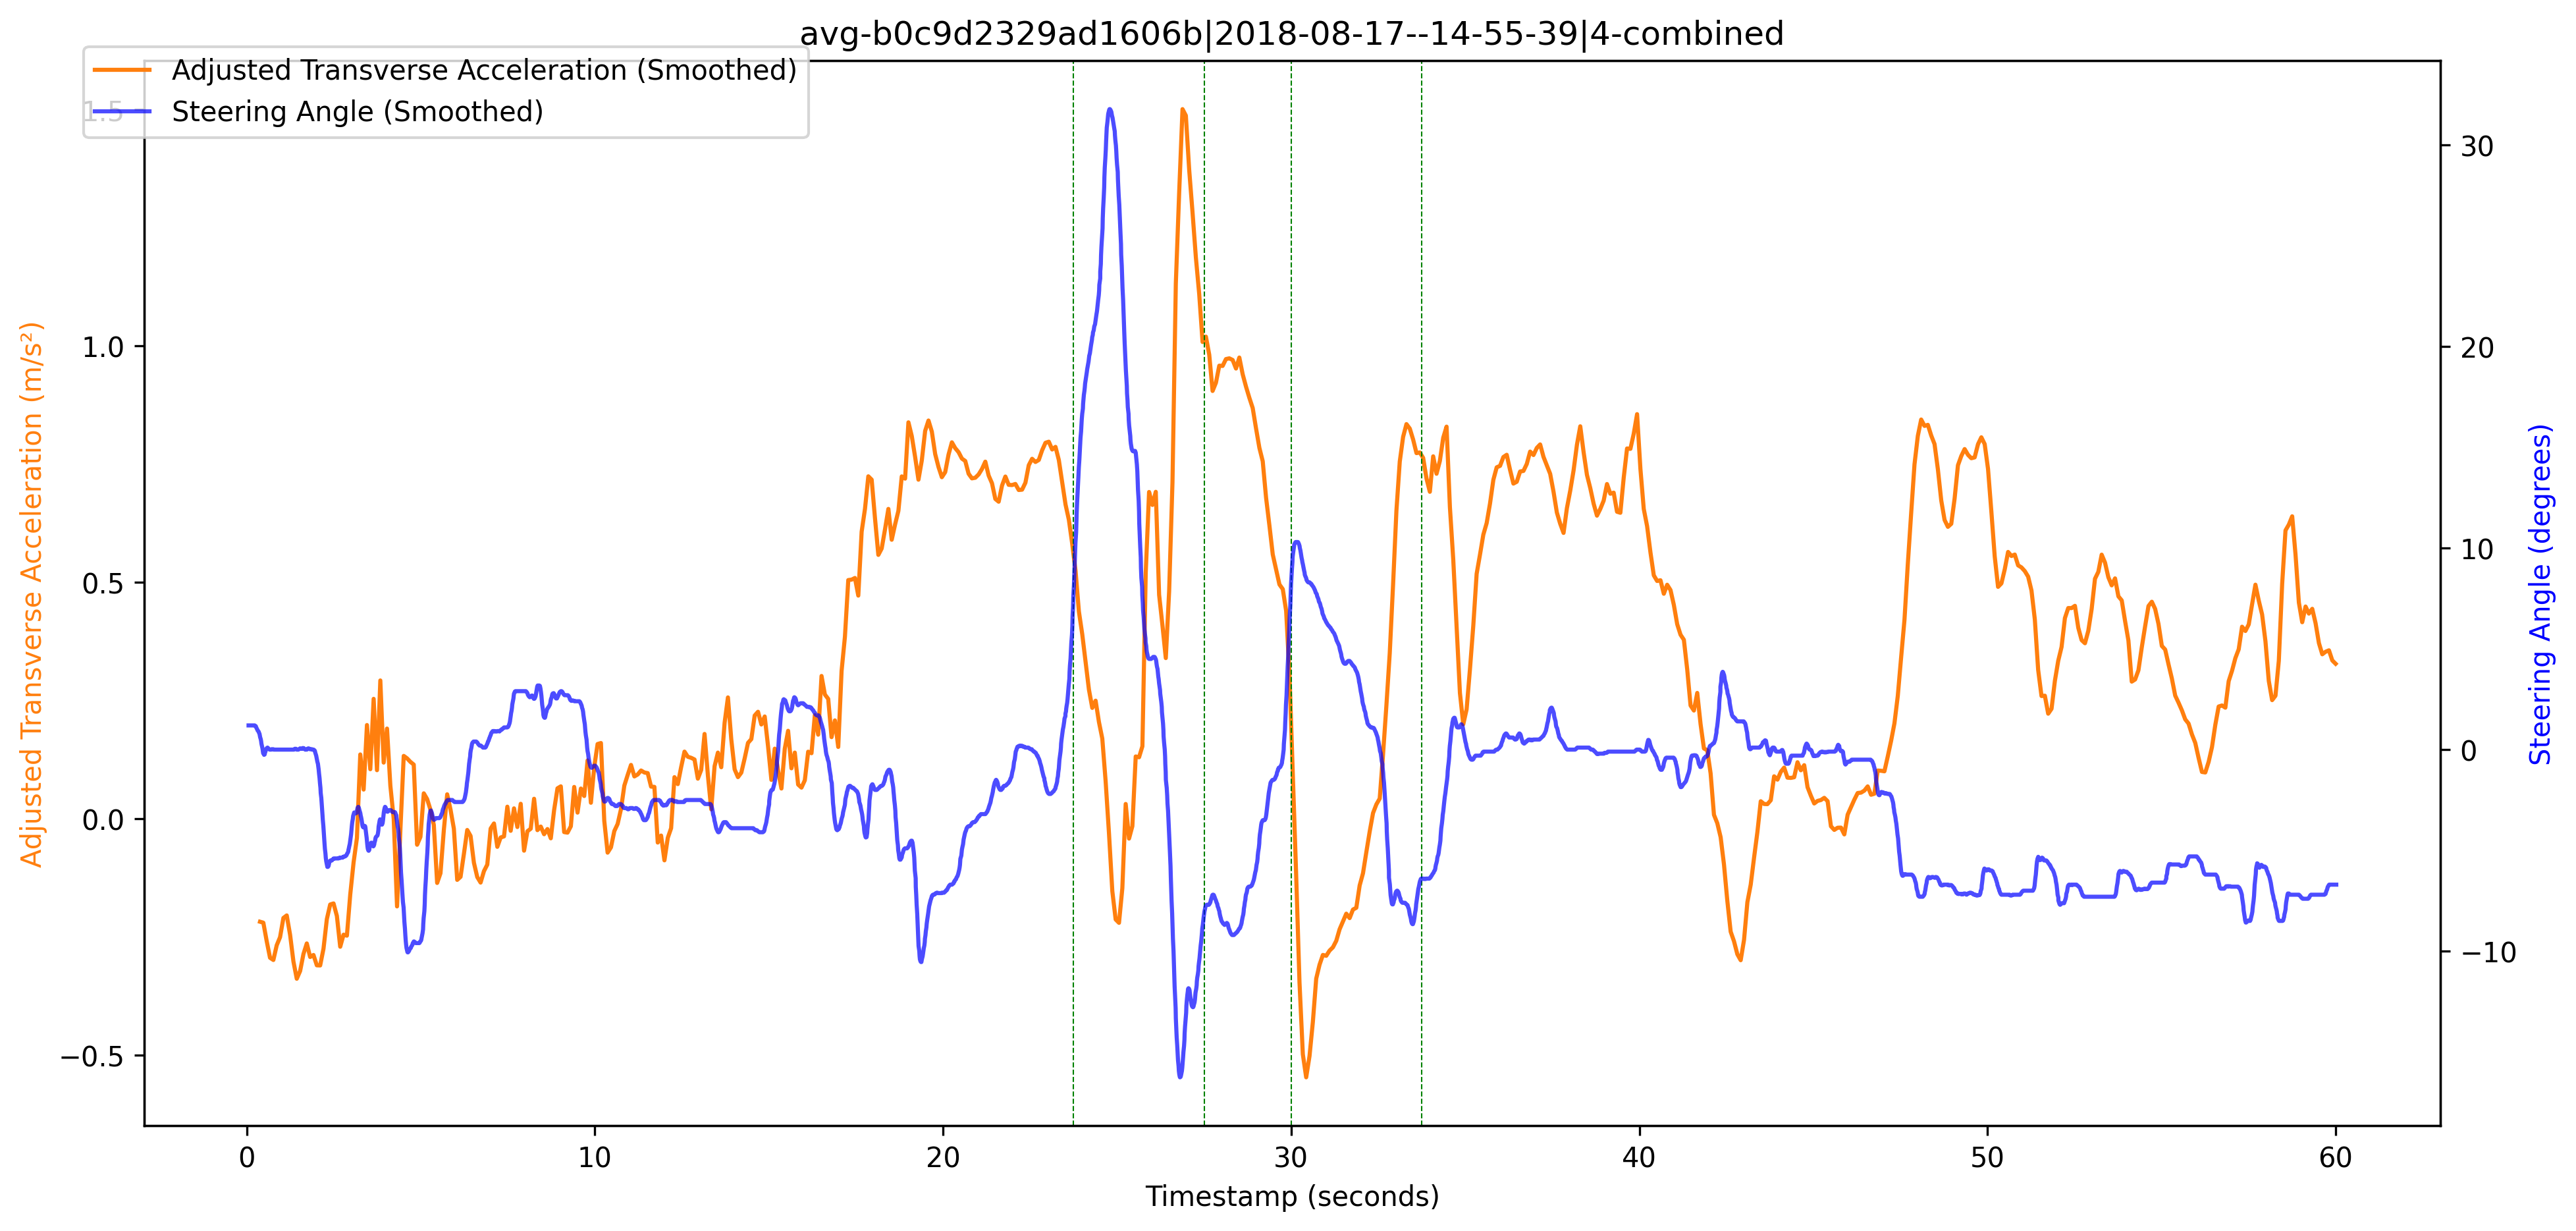 avg-b0c9d2329ad1606b|2018-08-17--14-55-39|4-combined
Adjusted Transverse Acceleration (Smoothed)
Steering Angle (Smoothed)
1.5
1.0
0.5
0.0
−0.5
Adjusted Transverse Acceleration (m/s²)
30
20
10
0
−10
Steering Angle (degrees)
0 10 20 30 40 50 60
Timestamp (seconds)